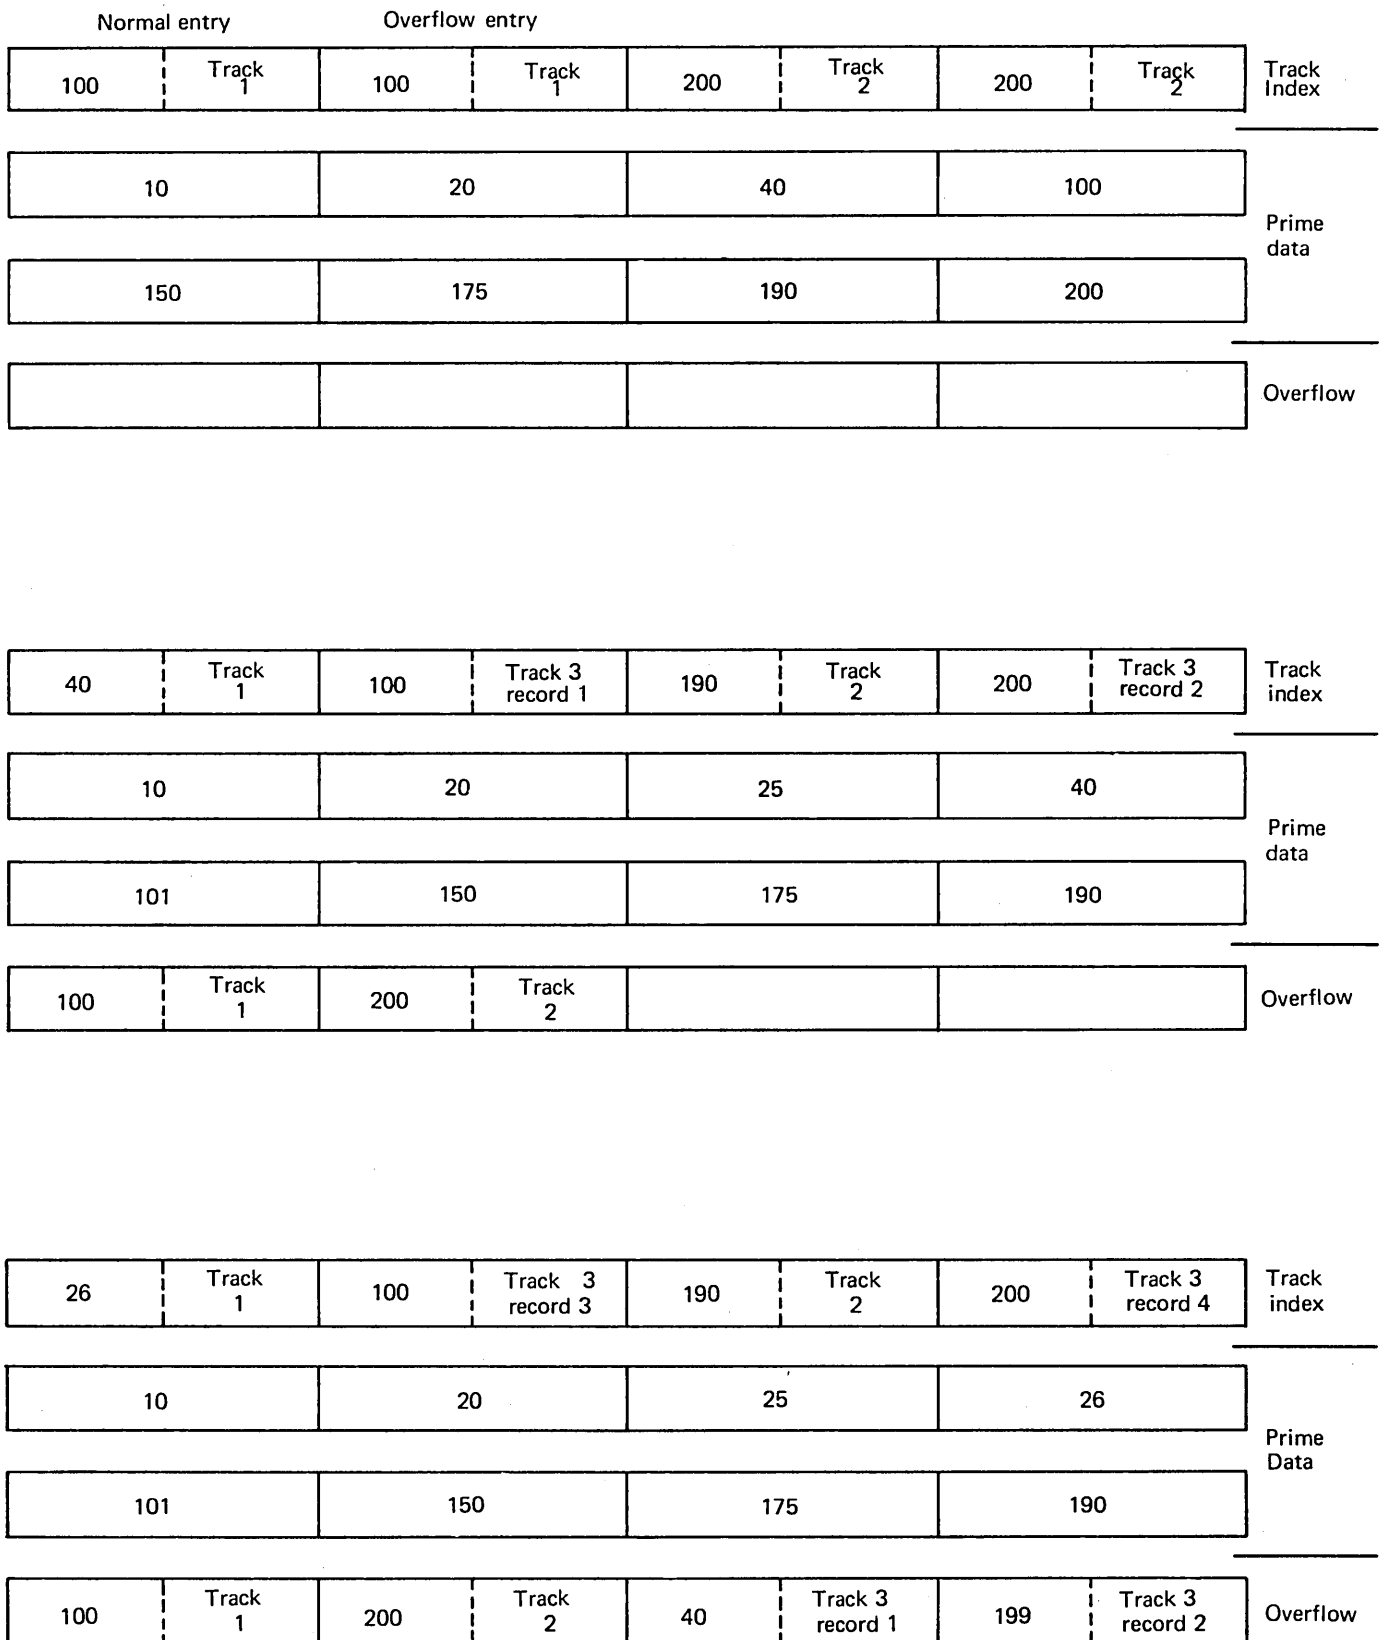 Normal entry Overflow entry
100 Track 1 100 Track 1 200 Track 2 200 Track 2 Track Index
10 20 40 100
Prime data
150 175 190 200
Overflow
40 Track 1 100 Track 3 record 1 190 Track 2 200 Track 3 record 2 Track index
10 20 25 40
Prime data
101 150 175 190
100 Track 1 200 Track 2 Overflow
26 Track 1 100 Track 3 record 3 190 Track 2 200 Track 3 record 4 Track index
10 20 25 26
Prime Data
101 150 175 190
100 Track 1 200 Track 2 40 Track 3 record 1 199 Track 3 record 2 Overflow